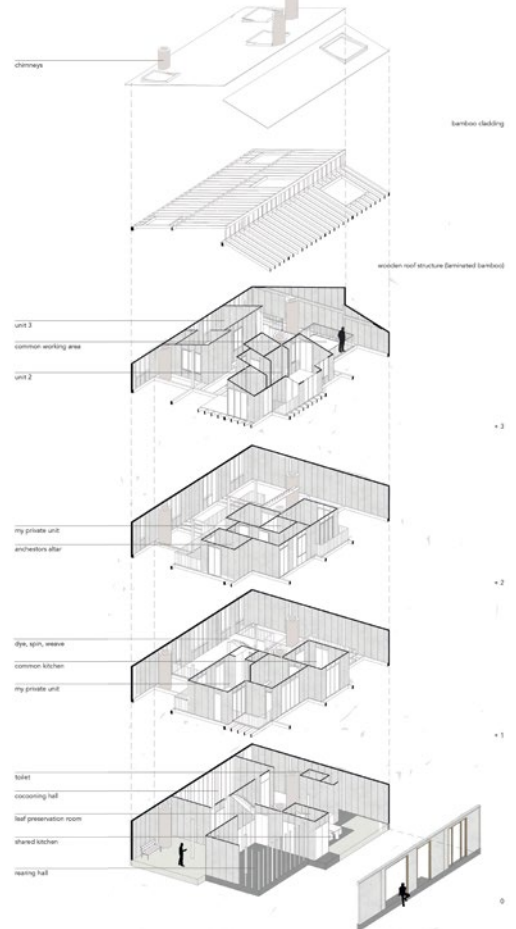 chimneys
bamboo cladding
wooden roof structure (laminated bamboo)
unit 3
common working area
unit 2
+ 3
my private unit
anchestors altar
+ 2
dye, spin, weave
common kitchen
my private unit
+ 1
toilet
cocooning hall
leaf preservation room
shared kitchen
rearing hall
0